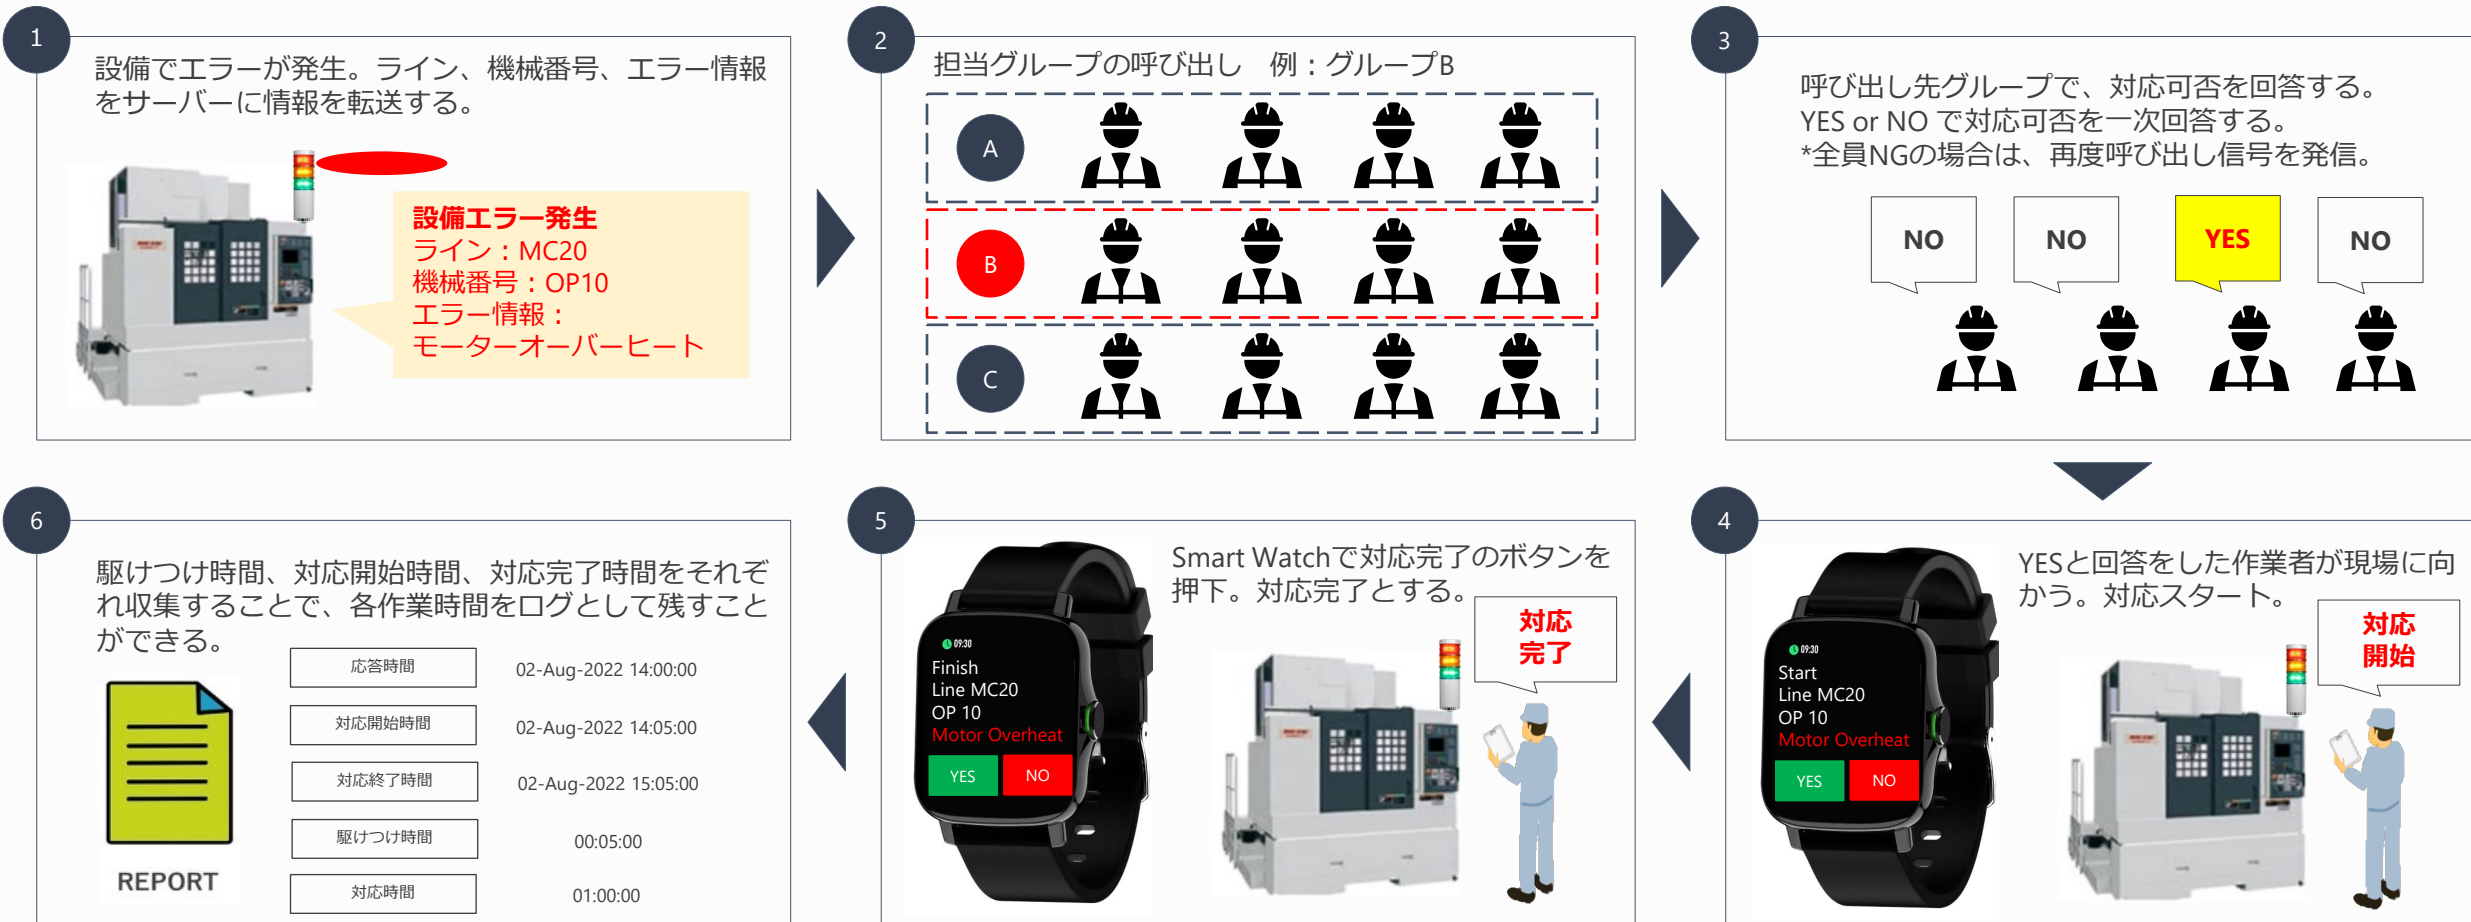 1
設備でエラーが発生。ライン、機械番号、エラー情報
をサーバーに情報を転送する。
設備エラー発生
ライン：MC20
機械番号：OP10
エラー情報：
モーターオーバーヒート
2
担当グループの呼び出し　例：グループB
A
B
C
3
呼び出し先グループで、対応可否を回答する。
YES or NO で対応可否を一次回答する。
*全員NGの場合は、再度呼び出し信号を発信。
NO
NO
YES
NO
4
YESと回答をした作業者が現場に向
かう。対応スタート。
対応
開始
09:30
Start
Line MC20
OP 10
Motor Overheat
YES
NO
5
Smart Watchで対応完了のボタンを
押下。対応完了とする。
対応
完了
09:30
Finish
Line MC20
OP 10
Motor Overheat
YES
NO
6
駆けつけ時間、対応開始時間、対応完了時間をそれぞ
れ収集することで、各作業時間をログとして残すこと
ができる。
応答時間 02-Aug-2022 14:00:00
対応開始時間 02-Aug-2022 14:05:00
対応終了時間 02-Aug-2022 15:05:00
駆けつけ時間 00:05:00
対応時間 01:00:00
REPORT